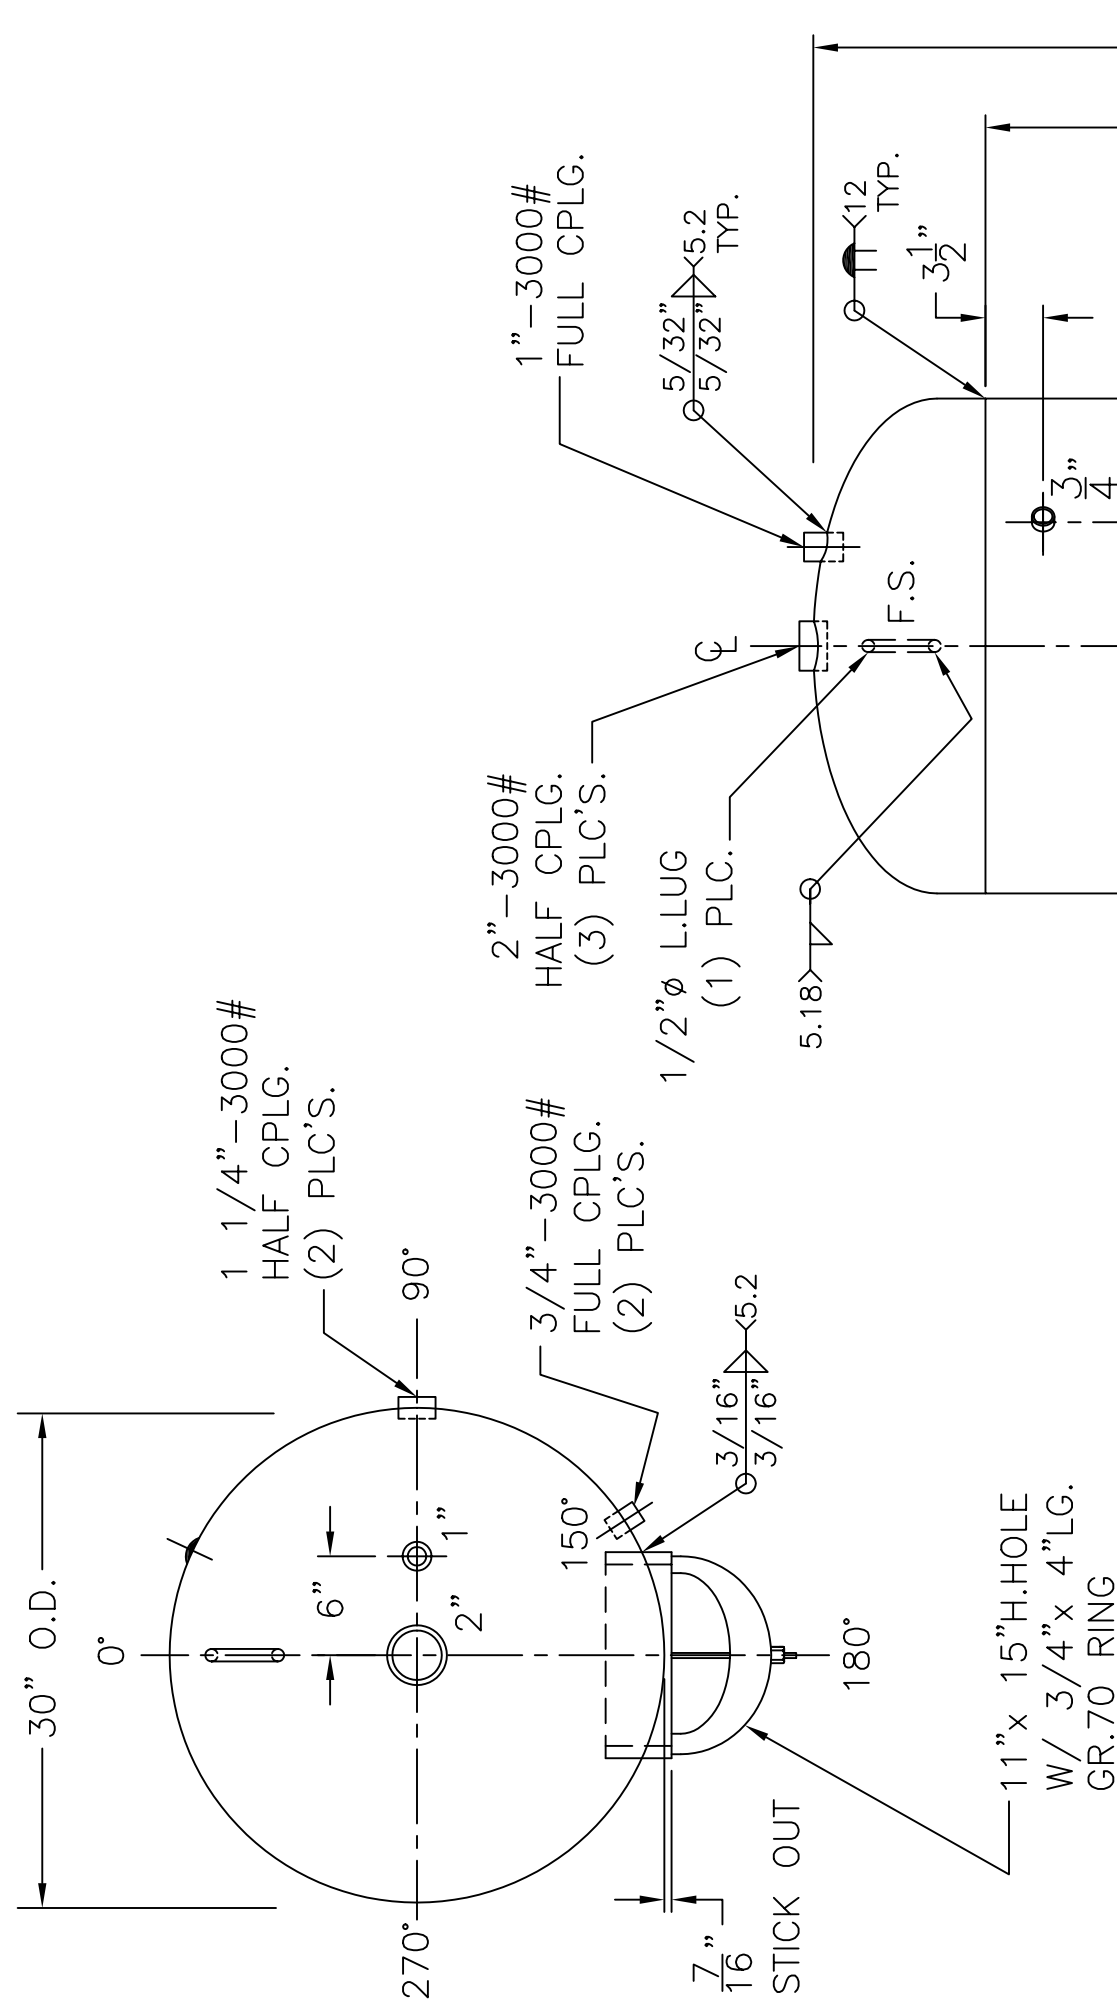 30" O.D.
0°
6"
1"
2"
90°
270°
150°
180°
1 1/4"-3000#
HALF CPLG.
(2) PLC'S.
3/4"-3000#
FULL CPLG.
(2) PLC'S.
3/16"
3/16"
5.2
7/16"
STICK OUT
11"x 15"H.HOLE
W/ 3/4"x 4"LG.
GR.70 RING
2"-3000#
HALF CPLG.
(3) PLC'S.
1/2"ø L.LUG
(1) PLC.
5.18
1"-3000#
FULL CPLG.
5/32"
5/32"
5.2
TYP.
12
TYP.
3 1/2"
℄
F.S.
3/4"